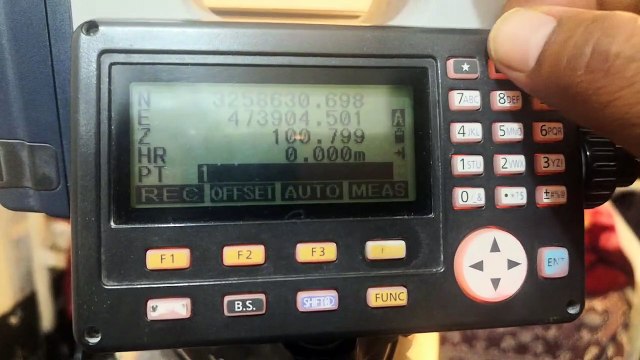 N 3456630.698
E 473904.501
A
Z 100.799
HR 0.000m
PT 1
REC OFFSET AUTO MEAS
★
7ABC 8DEF
4JKL 5MNO 6PQR
1STU 2VWX 3YZ
0 . ±
F1 F2 F3
B.S. SHIFT FUNC
ENT